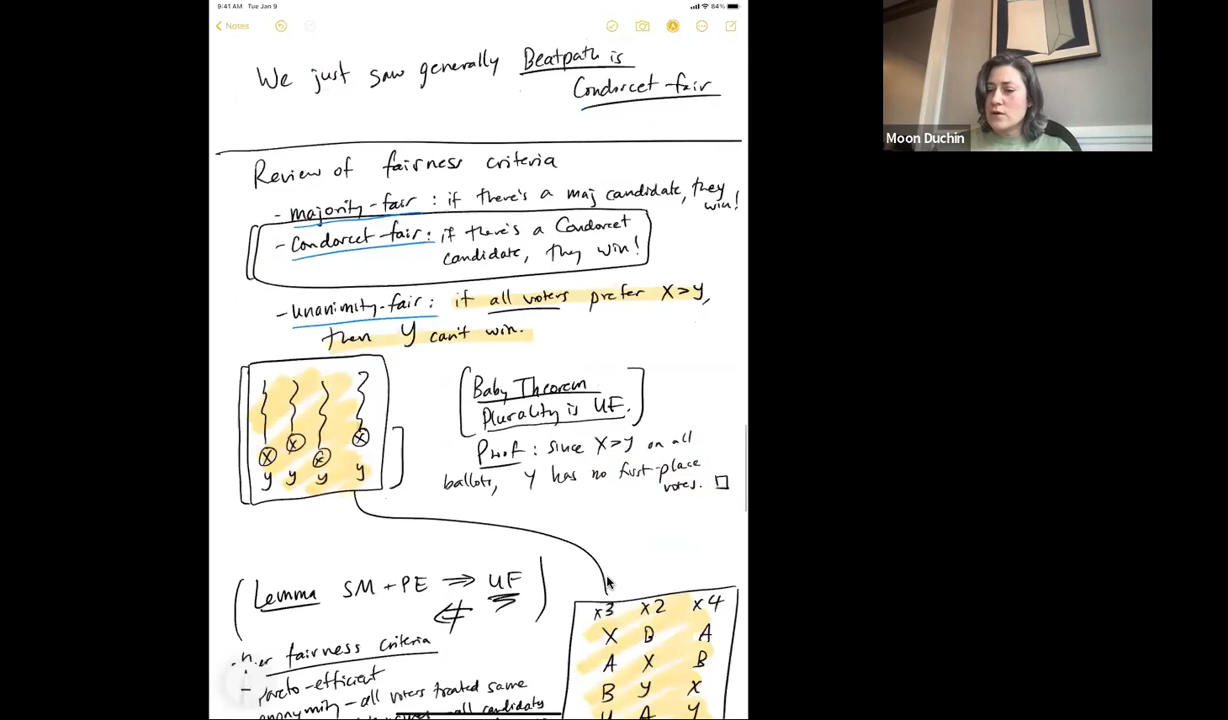 9:41 AM Tue Jan 9
84%
Notes
We just saw generally Beatpath is
Condorcet-fair
Moon Duchin
Review of fairness criteria
- majority-fair : if there's a maj candidate, they
win!
- Condorcet-fair: if there's a Condorcet
candidate, they win!
- unanimity-fair: if all voters prefer X>Y,
then Y can't win.
Baby Theorem
Plurality is UF.
Proof: since X>Y on all
ballots, Y has no first-place
votes. □
X X X X
y y y y
(Lemma SM + PE ⟹ UF)
⇍
x3 x2 x4
X B A
A X B
B Y X
A Y
fairness criteria
- pareto-efficient
anonymity - all voters treated same
all candidates